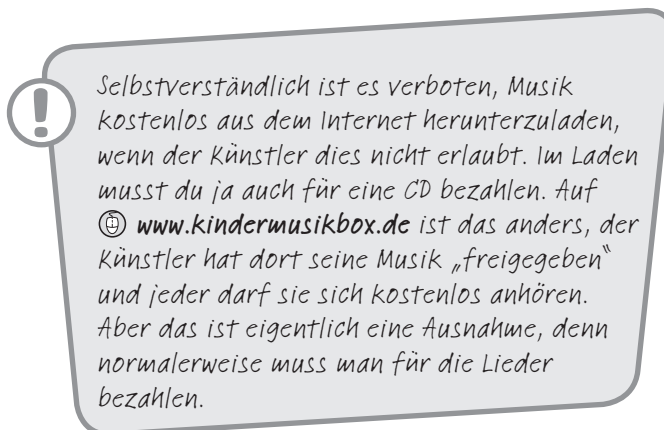 Selbstverständlich ist es verboten, Musik
kostenlos aus dem Internet herunterzuladen,
wenn der Künstler dies nicht erlaubt. Im Laden
musst du ja auch für eine CD bezahlen. Auf
www.kindermusikbox.de ist das anders, der
Künstler hat dort seine Musik „freigegeben“
und jeder darf sie sich kostenlos anhören.
Aber das ist eigentlich eine Ausnahme, denn
normalerweise muss man für die Lieder
bezahlen.